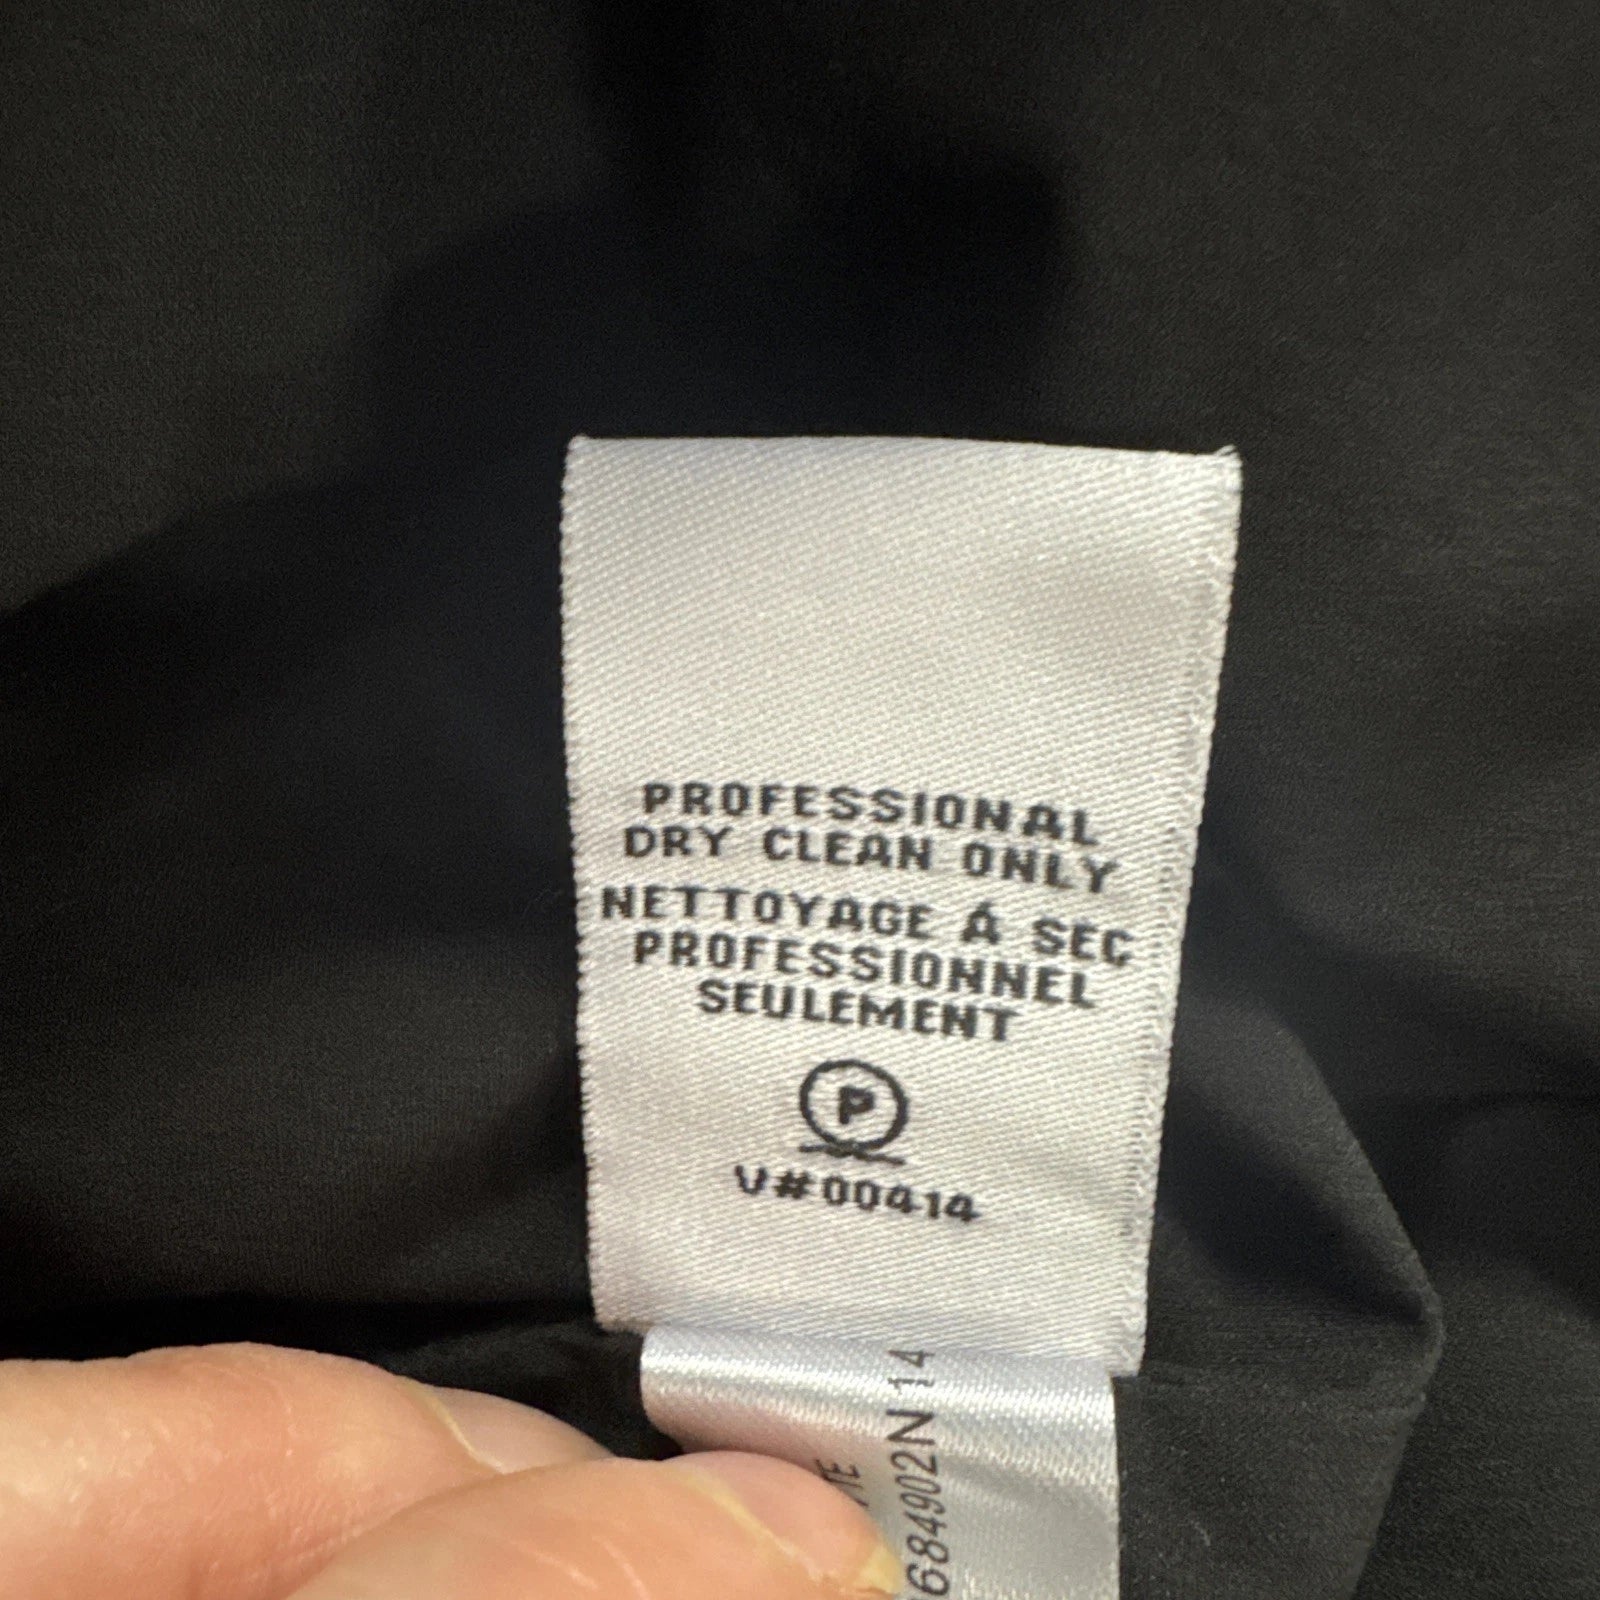 PROFESSIONAL
DRY CLEAN ONLY
NETTOYAGE Á SEC
PROFESSIONNEL
SEULEMENT
P
V#00414
684902N 14